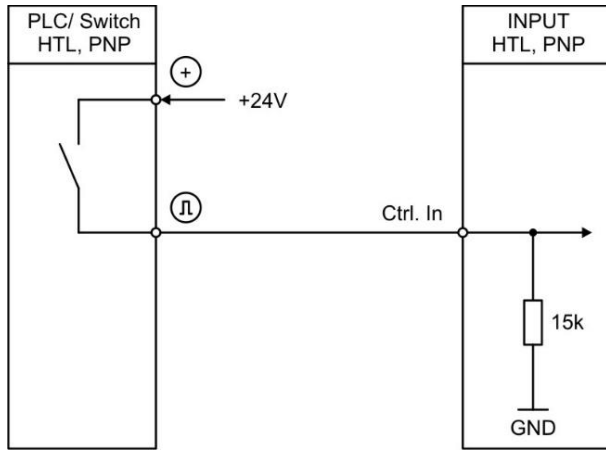 PLC/ Switch
HTL, PNP
INPUT
HTL, PNP
+
+24V
Ctrl. In
15k
GND